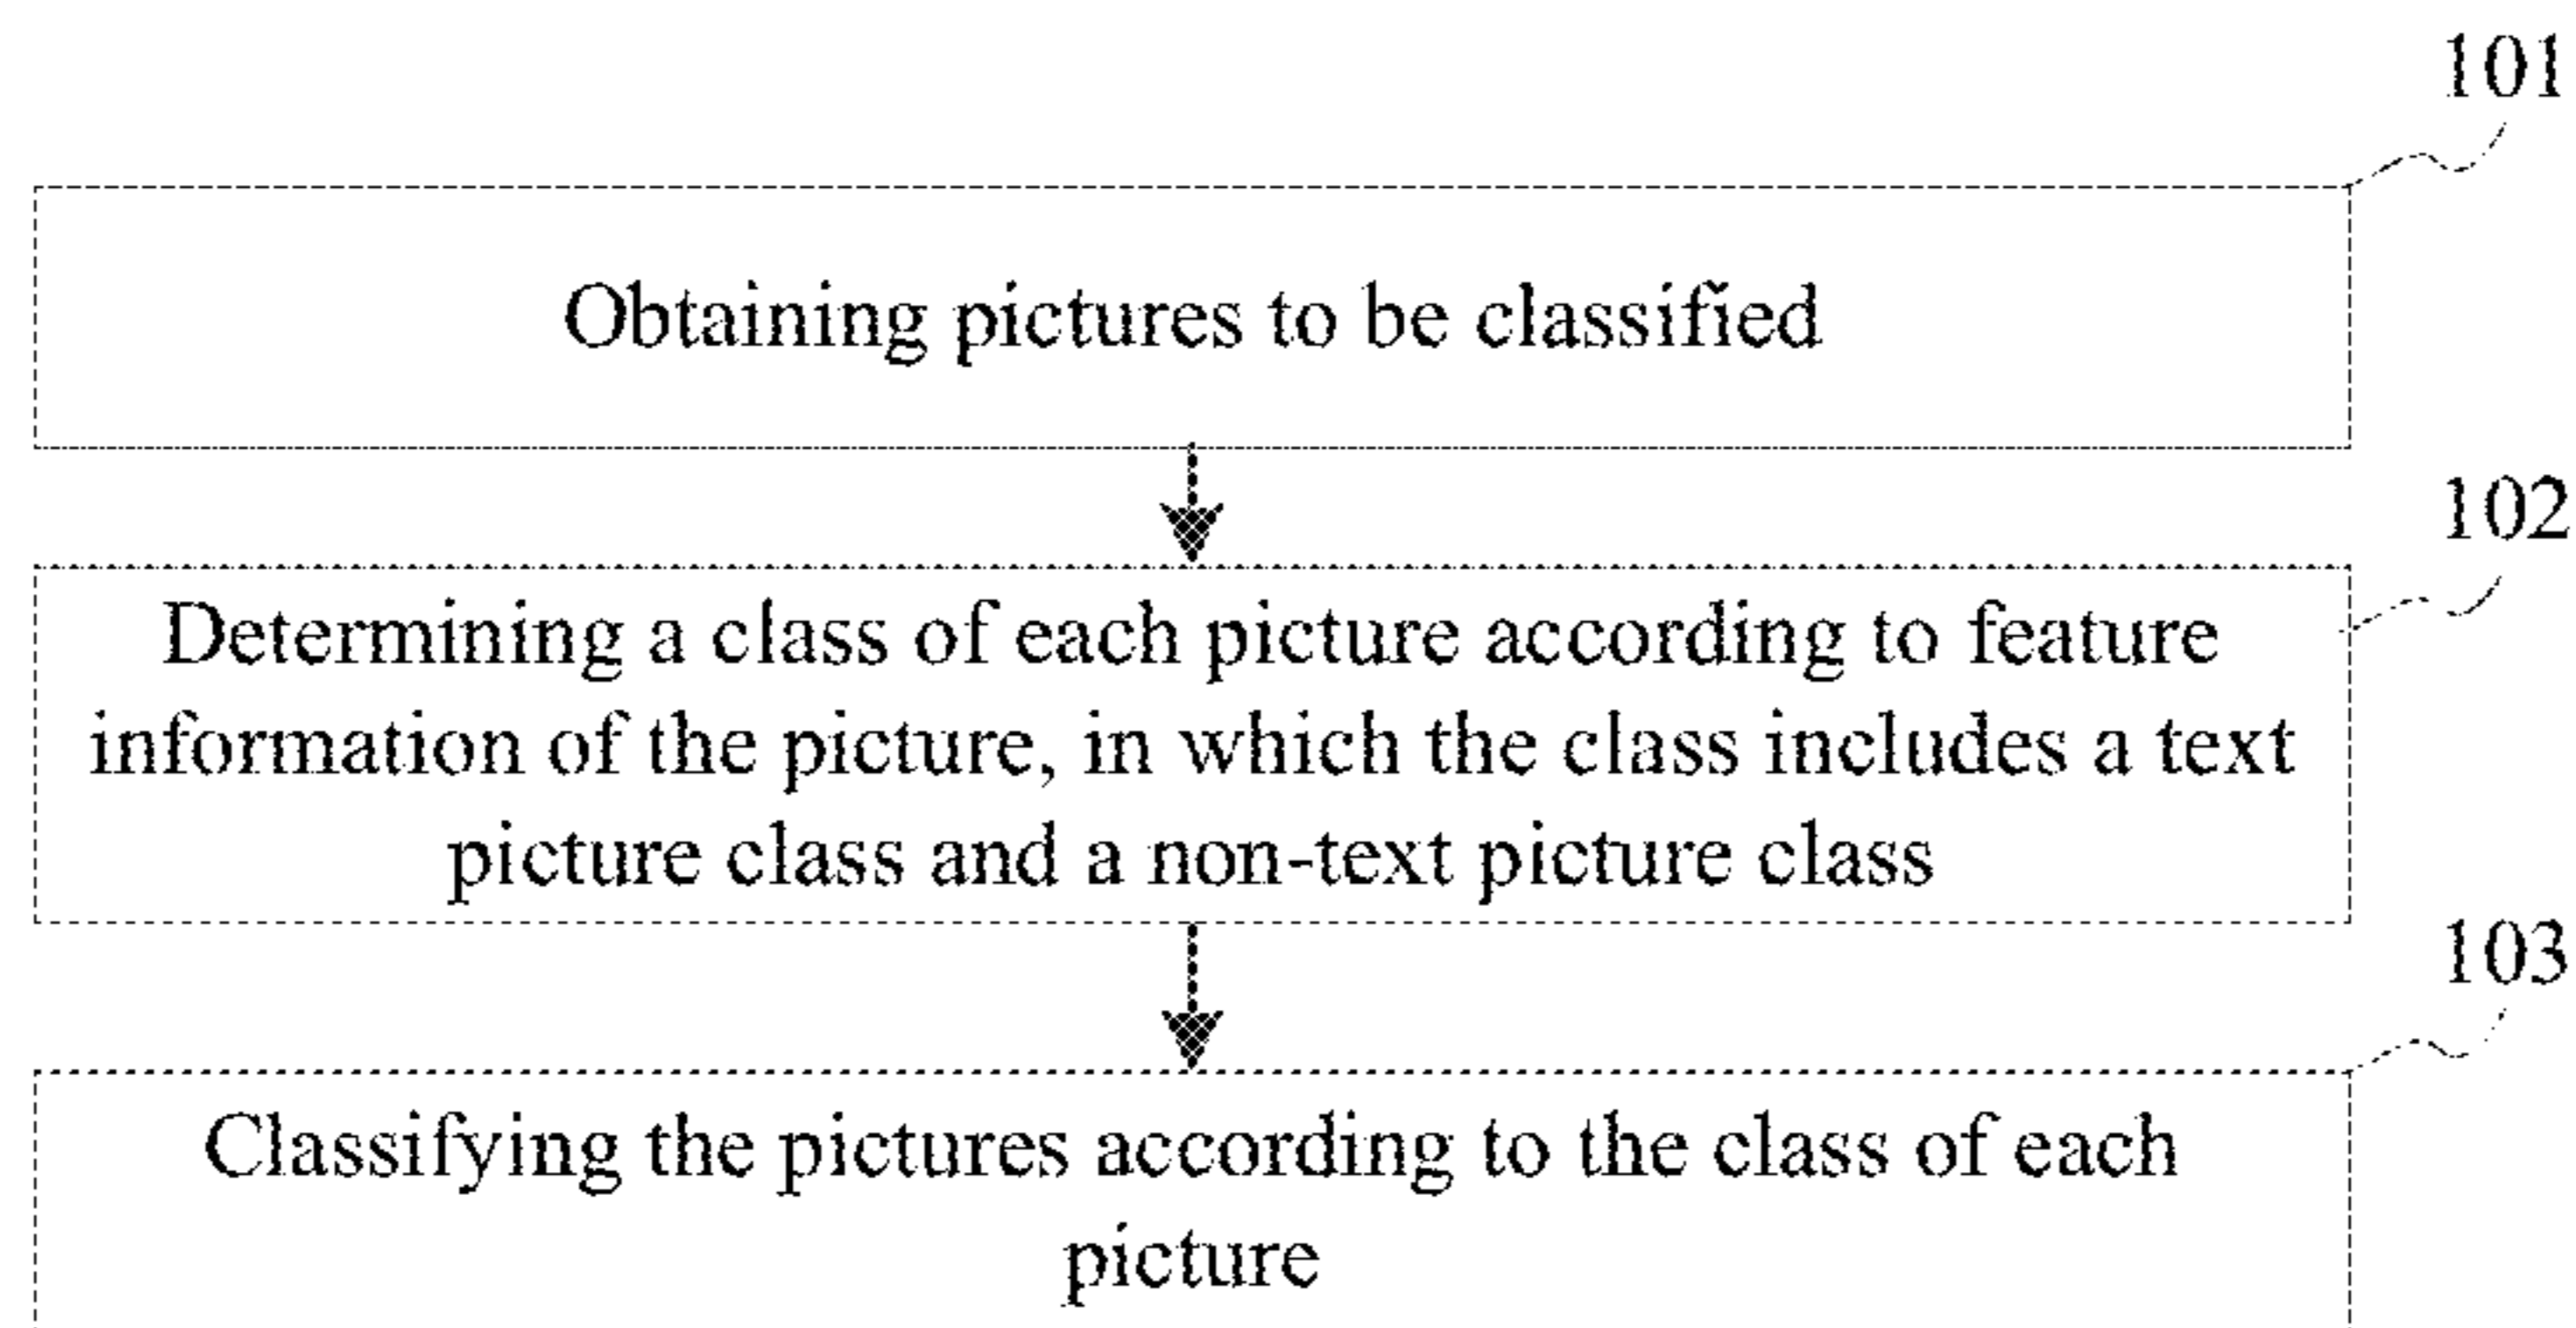 101
Obtaining pictures to be classified
102
Determining a class of each picture according to feature
information of the picture, in which the class includes a text
picture class and a non-text picture class
103
Classifying the pictures according to the class of each
picture